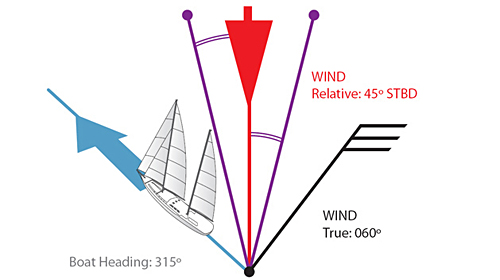 WIND
Relative: 45º STBD
WIND
True: 060º
Boat Heading: 315º